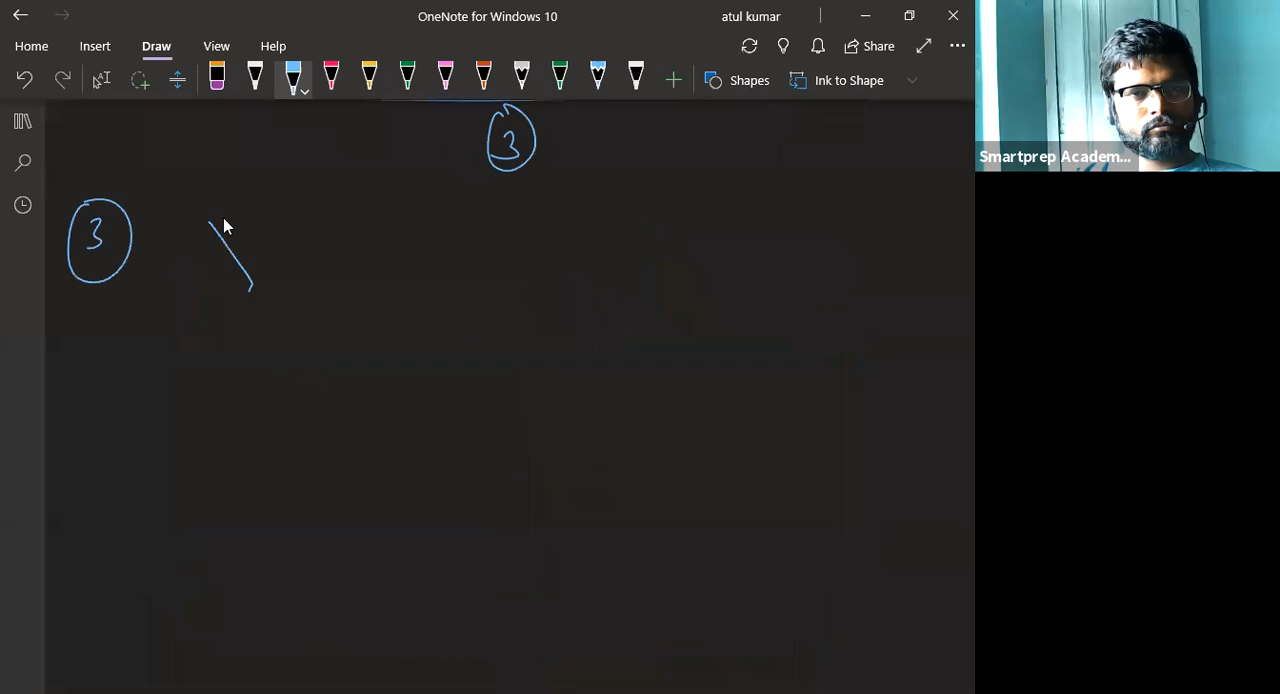 OneNote for Windows 10
atul kumar
Home Insert Draw View Help
Share
Shapes
Ink to Shape
Smartprep Academ...
3
3